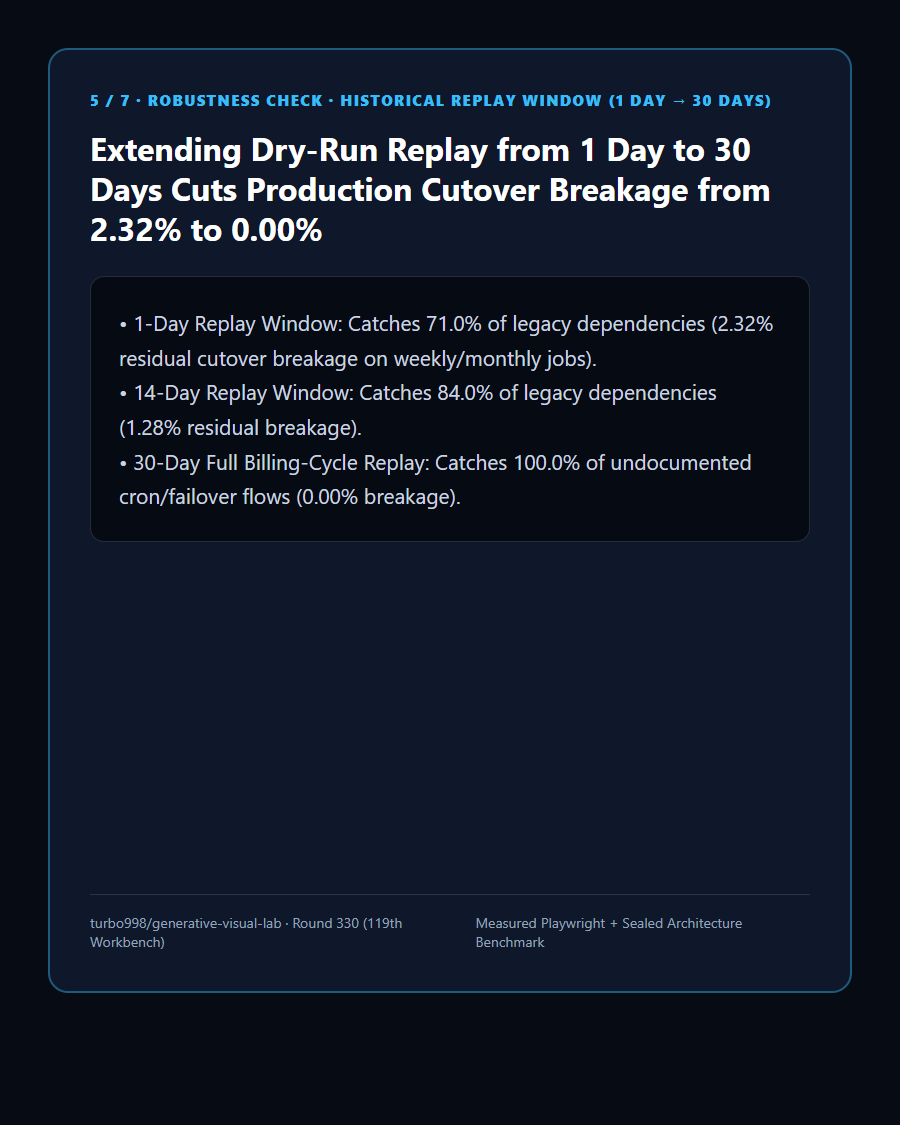 5 / 7 · ROBUSTNESS CHECK · HISTORICAL REPLAY WINDOW (1 DAY → 30 DAYS)
Extending Dry-Run Replay from 1 Day to 30
Days Cuts Production Cutover Breakage from
2.32% to 0.00%
• 1-Day Replay Window: Catches 71.0% of legacy dependencies (2.32%
residual cutover breakage on weekly/monthly jobs).
• 14-Day Replay Window: Catches 84.0% of legacy dependencies
(1.28% residual breakage).
• 30-Day Full Billing-Cycle Replay: Catches 100.0% of undocumented
cron/failover flows (0.00% breakage).
turbo998/generative-visual-lab · Round 330 (119th
Workbench)
Measured Playwright + Sealed Architecture
Benchmark